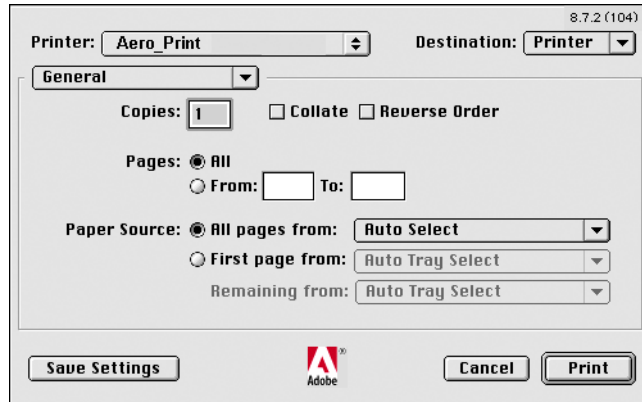 8.7.2 (104)
Printer: Aero_Print Destination: Printer
General
Copies: 1 Collate Reverse Order
Pages: All
From: To:
Paper Source: All pages from: Auto Select
First page from: Auto Tray Select
Remaining from: Auto Tray Select
Save Settings Adobe® Cancel Print